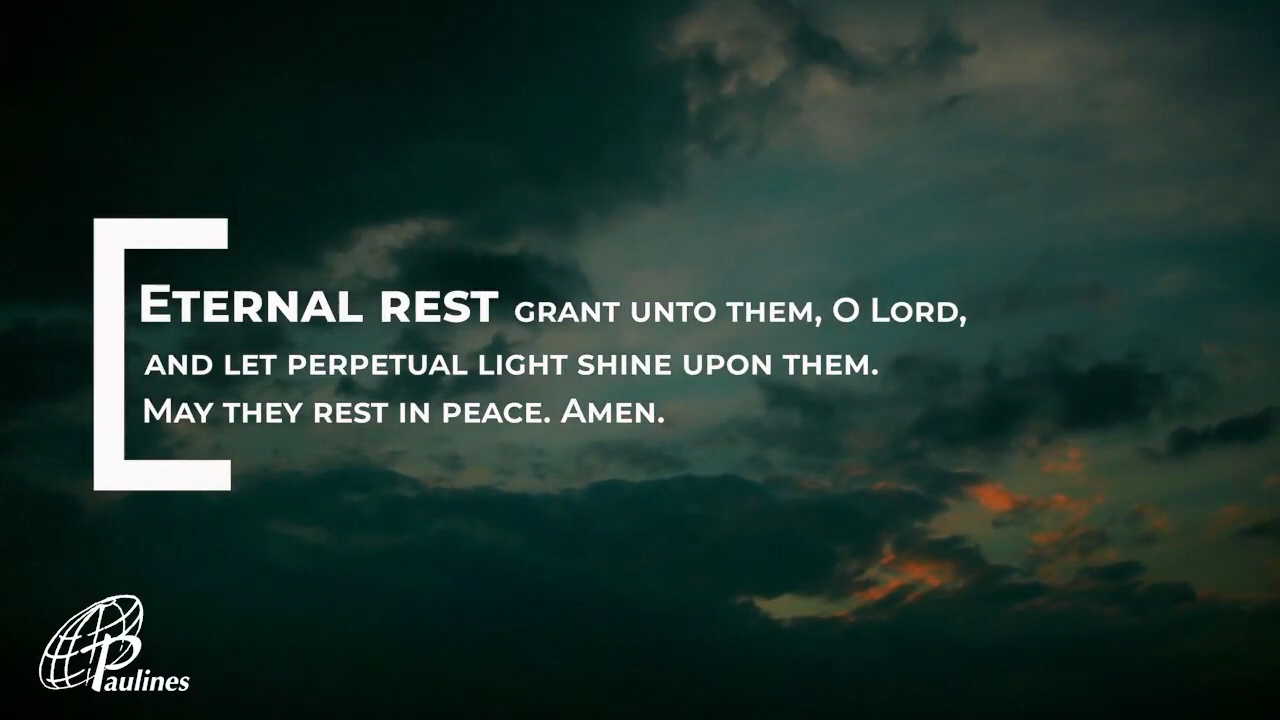 Eternal rest grant unto them, O Lord,
and let perpetual light shine upon them.
May they rest in peace. Amen.
Paulines